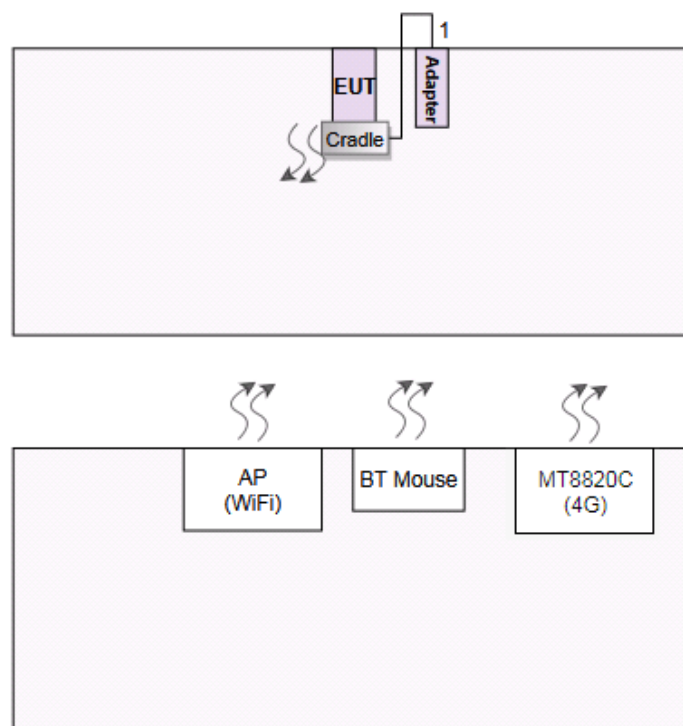 1
EUT
Adapter
Cradle
AP
(WiFi)
BT Mouse
MT8820C
(4G)